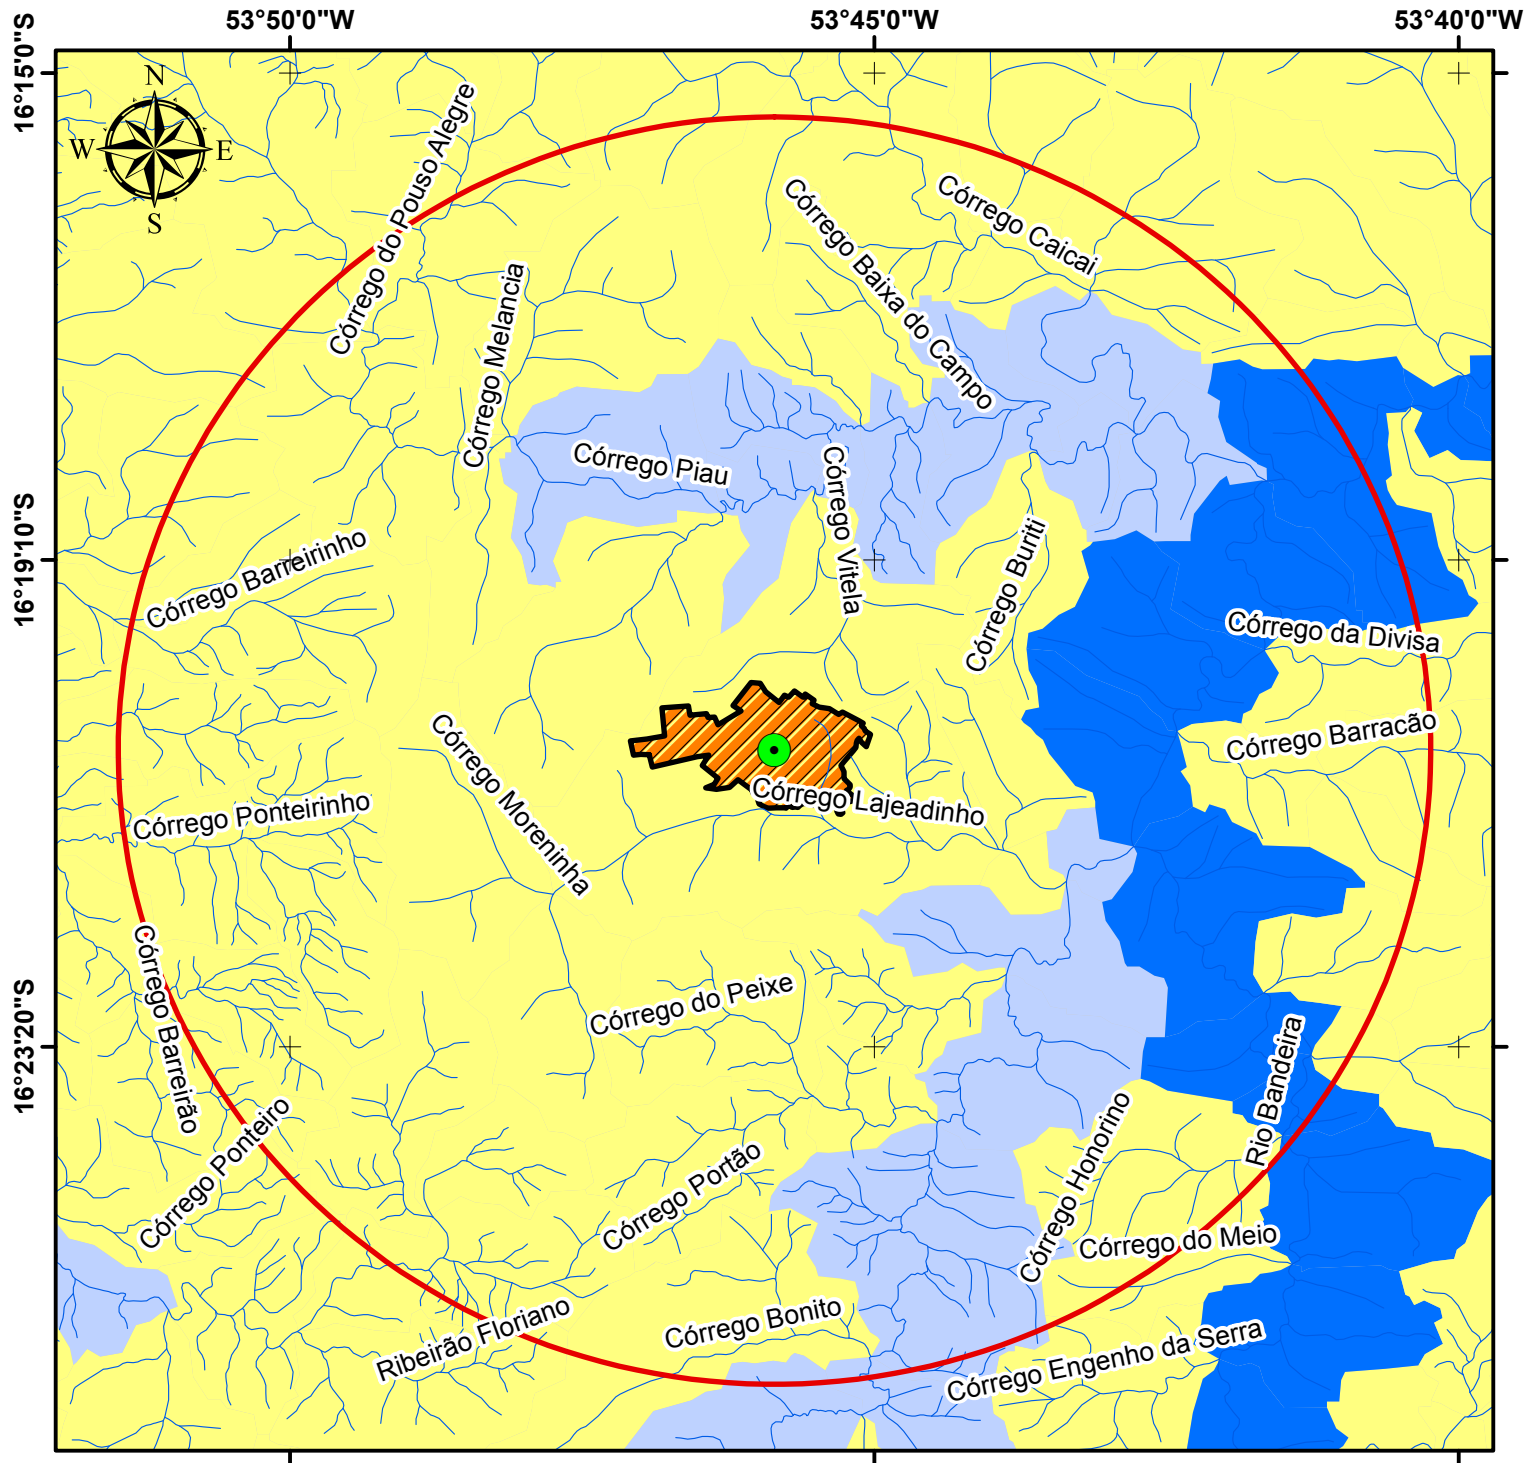 53°50'0"W
53°45'0"W
53°40'0"W
16°15'0"S
N
W
E
S
Córrego do Pouso Alegre
Córrego Baixa do Campo
Córrego Caicai
Córrego Melancia
Córrego Piau
Córrego Vitela
16°19'10"S
Córrego Barreirinho
Córrego Buriti
Córrego da Divisa
Córrego Moreninha
Córrego Barracão
Córrego Ponteirinho
Córrego Lajeadinho
Córrego Barreirão
Córrego do Peixe
16°23'20"S
Rio Bandeira
Córrego Ponteiro
Córrego Honorino
Córrego Portão
Córrego do Meio
Ribeirão Floriano
Córrego Bonito
Córrego Engenho da Serra